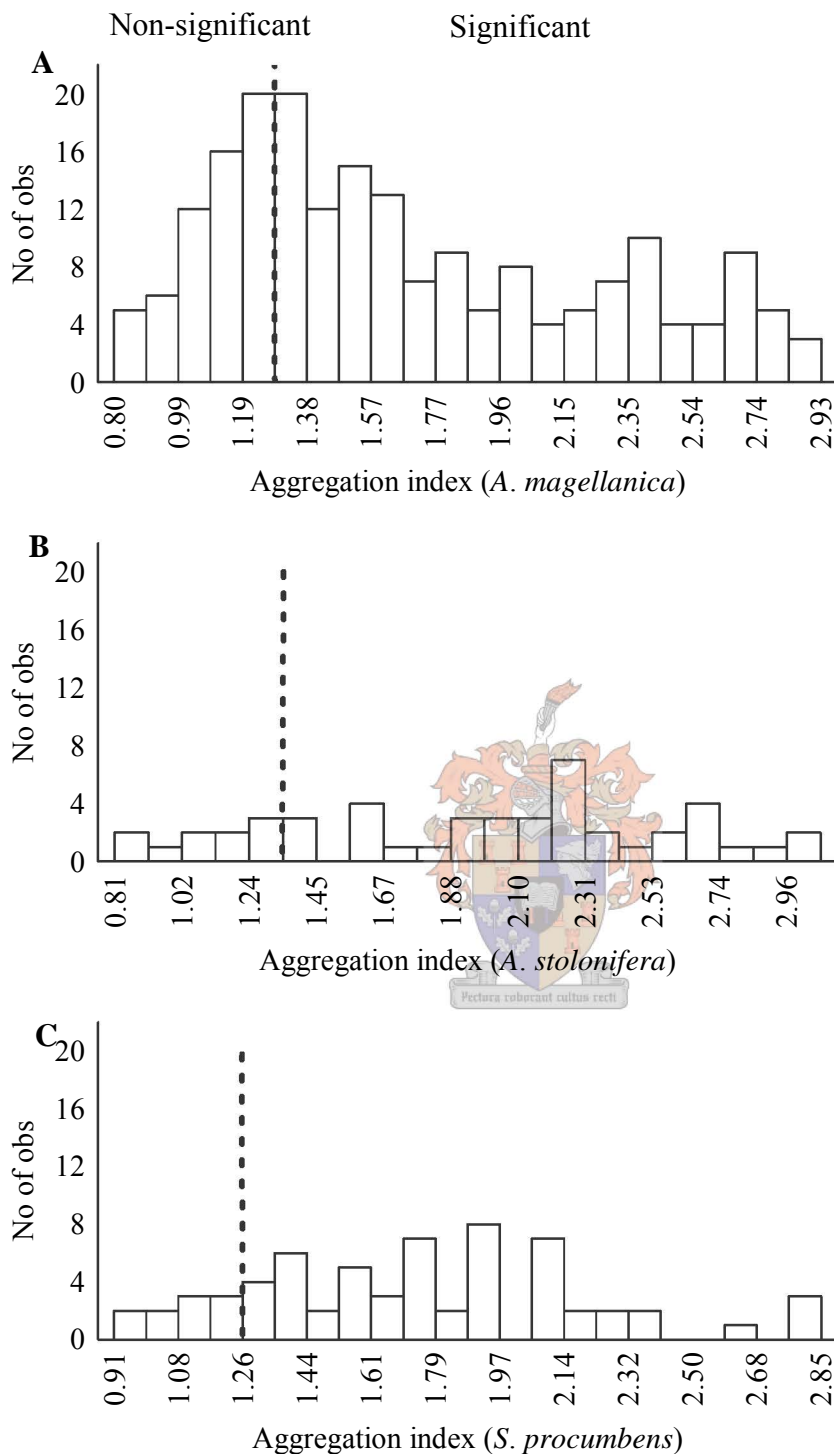 Non-significant Significant
A
20
16
12
8
4
0
No of obs
0.80 0.99 1.19 1.38 1.57 1.77 1.96 2.15 2.35 2.54 2.74 2.93
Aggregation index (A. magellanica)
B
20
16
12
8
4
0
No of obs
0.81 1.02 1.24 1.45 1.67 1.88 2.10 2.31 2.53 2.74 2.96
Aggregation index (A. stolonifera)
Pectora roborant cultus recti
C
20
16
12
8
4
0
No of obs
0.91 1.08 1.26 1.44 1.61 1.79 1.97 2.14 2.32 2.50 2.68 2.85
Aggregation index (S. procumbens)